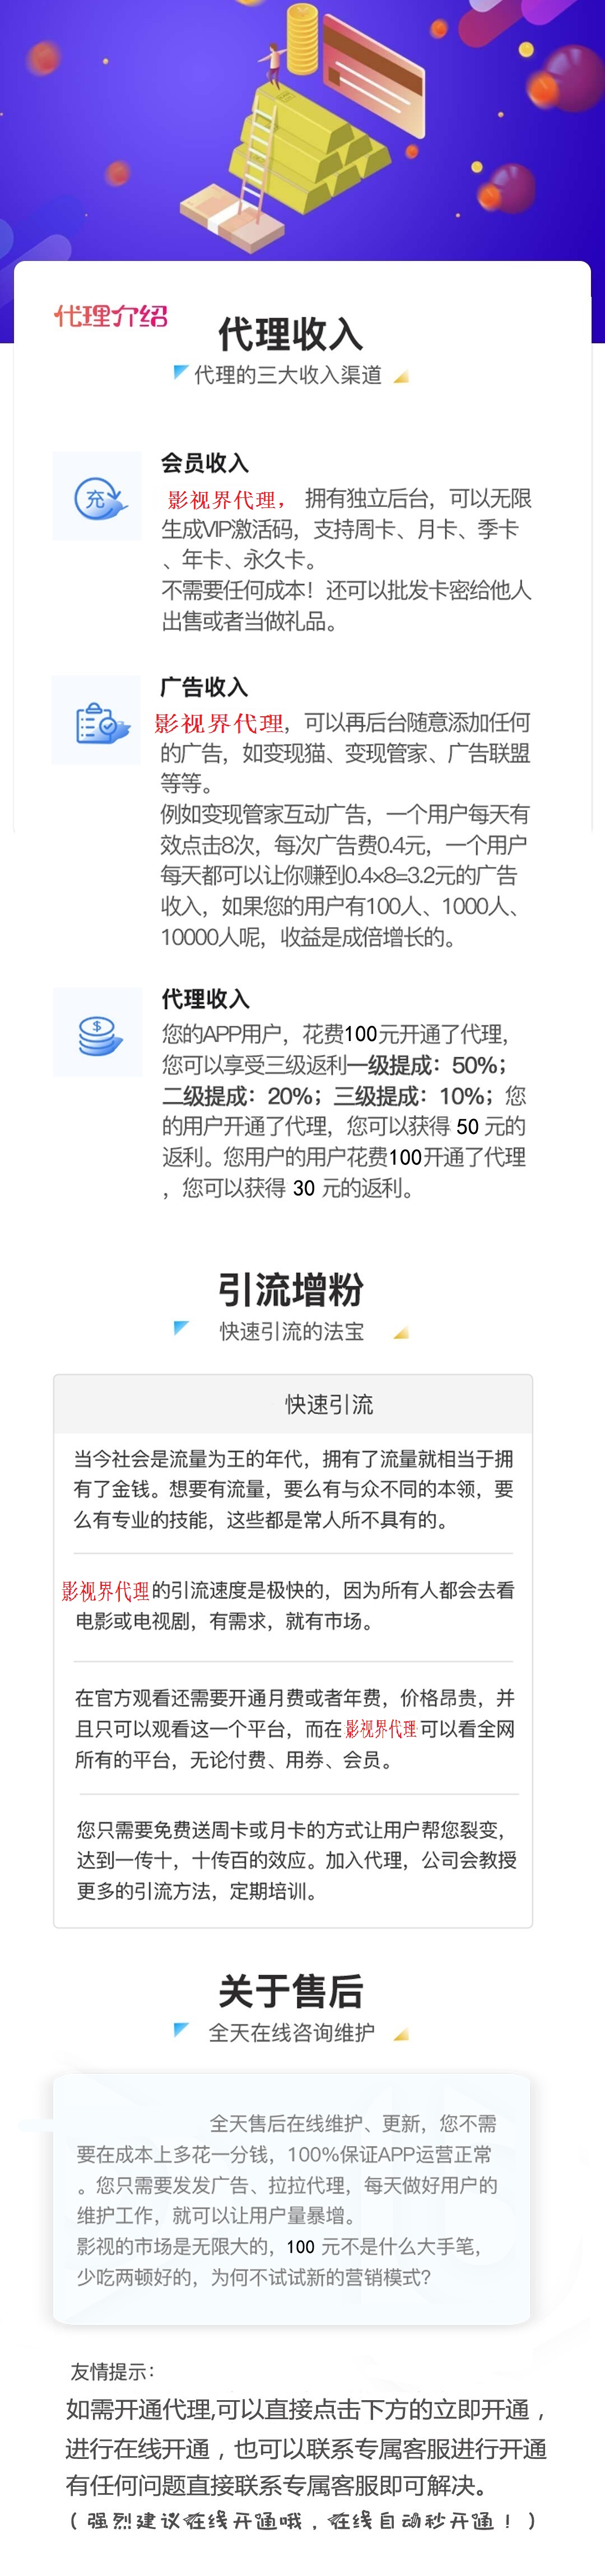 代理介绍
代理收入
代理的三大收入渠道
会员收入
充
影视界代理， 拥有独立后台，可以无限
生成VIP激活码，支持周卡、月卡、季卡
、年卡、永久卡。
不需要任何成本！还可以批发卡密给他人
出售或者当做礼品。
广告收入
影视界代理，可以再后台随意添加任何
的广告，如变现猫、变现管家、广告联盟
等等。
例如变现管家互动广告，一个用户每天有
效点击8次，每次广告费0.4元，一个用户
每天都可以让你赚到0.4×8=3.2元的广告
收入，如果您的用户有100人、1000人、
10000人呢，收益是成倍增长的。
代理收入
$
您的APP用户，花费100元开通了代理，
您可以享受三级返利一级提成：50%；
二级提成：20%；三级提成：10%；您
的用户开通了代理，您可以获得 50 元的
返利。您用户的用户花费100开通了代理
，您可以获得 30 元的返利。
引流增粉
快速引流的法宝
快速引流
当今社会是流量为王的年代，拥有了流量就相当于拥
有了金钱。想要有流量，要么有与众不同的本领，要
么有专业的技能，这些都是常人所不具有的。
影视界代理的引流速度是极快的，因为所有人都会去看
电影或电视剧，有需求，就有市场。
在官方观看还需要开通月费或者年费，价格昂贵，并
且只可以观看这一个平台，而在影视界代理可以看全网
所有的平台，无论付费、用券、会员。
您只需要免费送周卡或月卡的方式让用户帮您裂变，
达到一传十，十传百的效应。加入代理，公司会教授
更多的引流方法，定期培训。
关于售后
全天在线咨询维护
全天售后在线维护、更新，您不需
要在成本上多花一分钱，100%保证APP运营正常
。您只需要发发广告、拉拉代理，每天做好用户的
维护工作，就可以让用户量暴增。
影视的市场是无限大的，100 元不是什么大手笔，
少吃两顿好的，为何不试试新的营销模式？
友情提示：
如需开通代理,可以直接点击下方的立即开通，
进行在线开通，也可以联系专属客服进行开通
有任何问题直接联系专属客服即可解决。
（强烈建议在线开通哦，在线自动秒开通！）